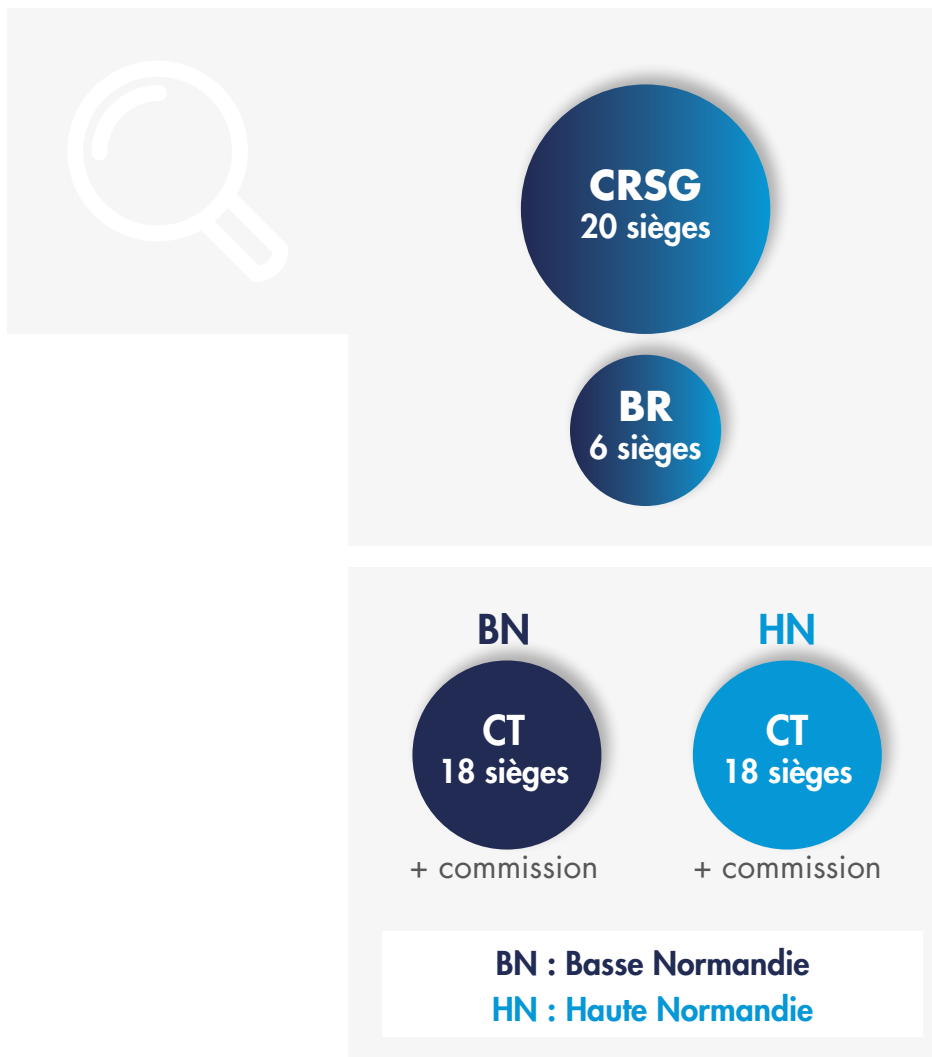 CRSG
20 sièges
BR
6 sièges
BN
CT
18 sièges
+ commission
HN
CT
18 sièges
+ commission
BN : Basse Normandie
HN : Haute Normandie